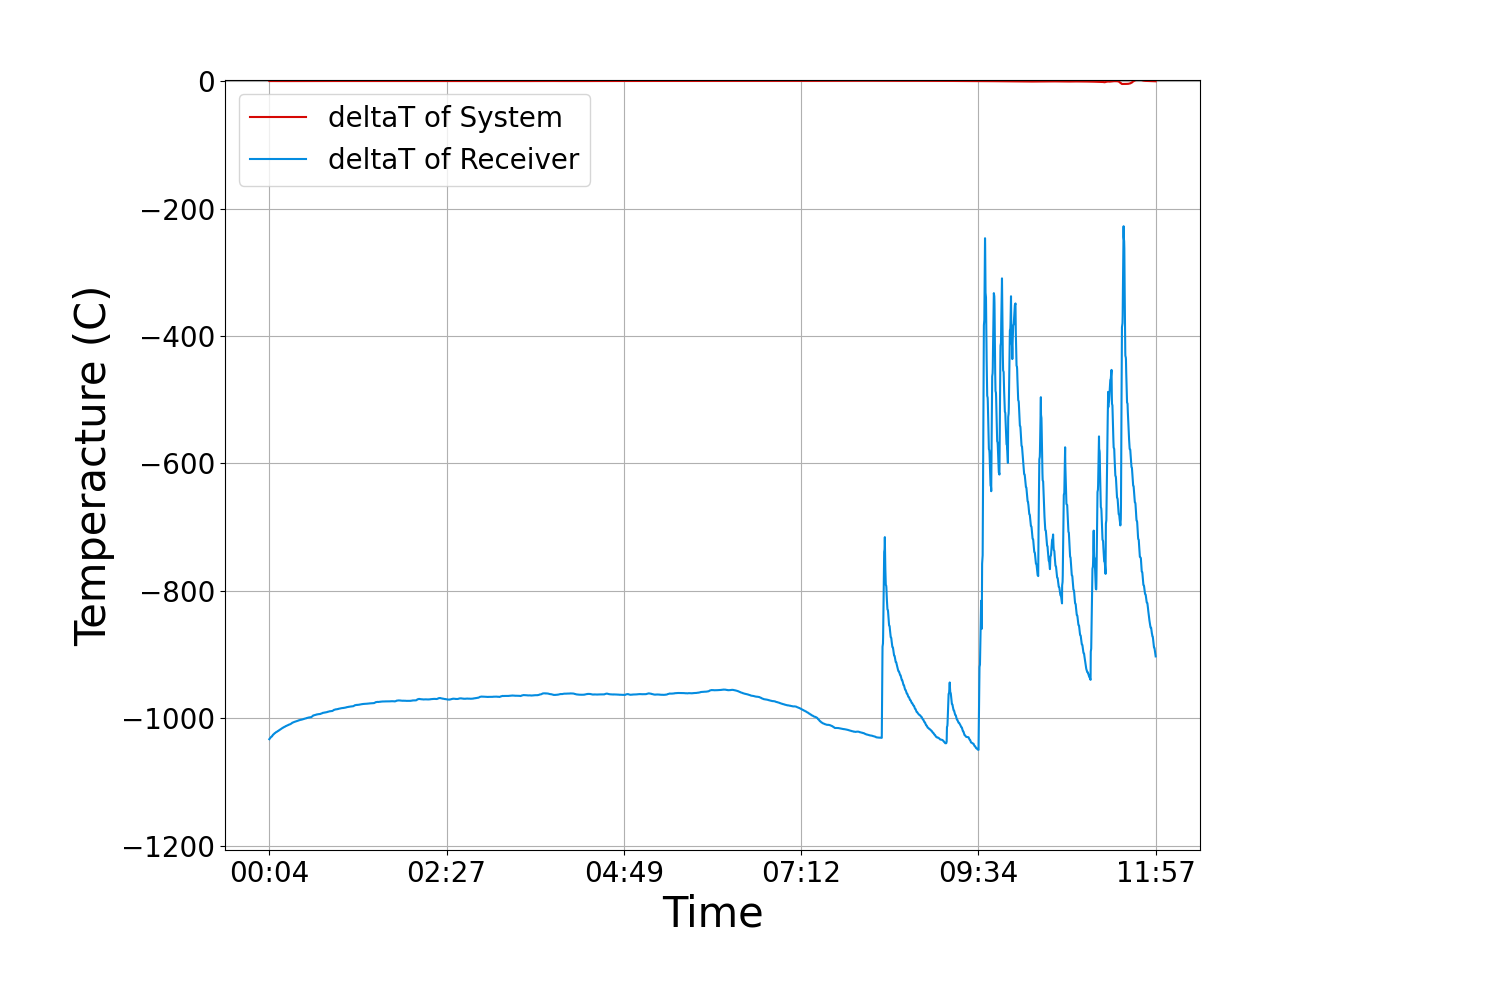 0
−200
−400
−600
−800
−1000
−1200
deltaT of System
deltaT of Receiver
Temperacture (C)
00:04 02:27 04:49 07:12 09:34 11:57
Time